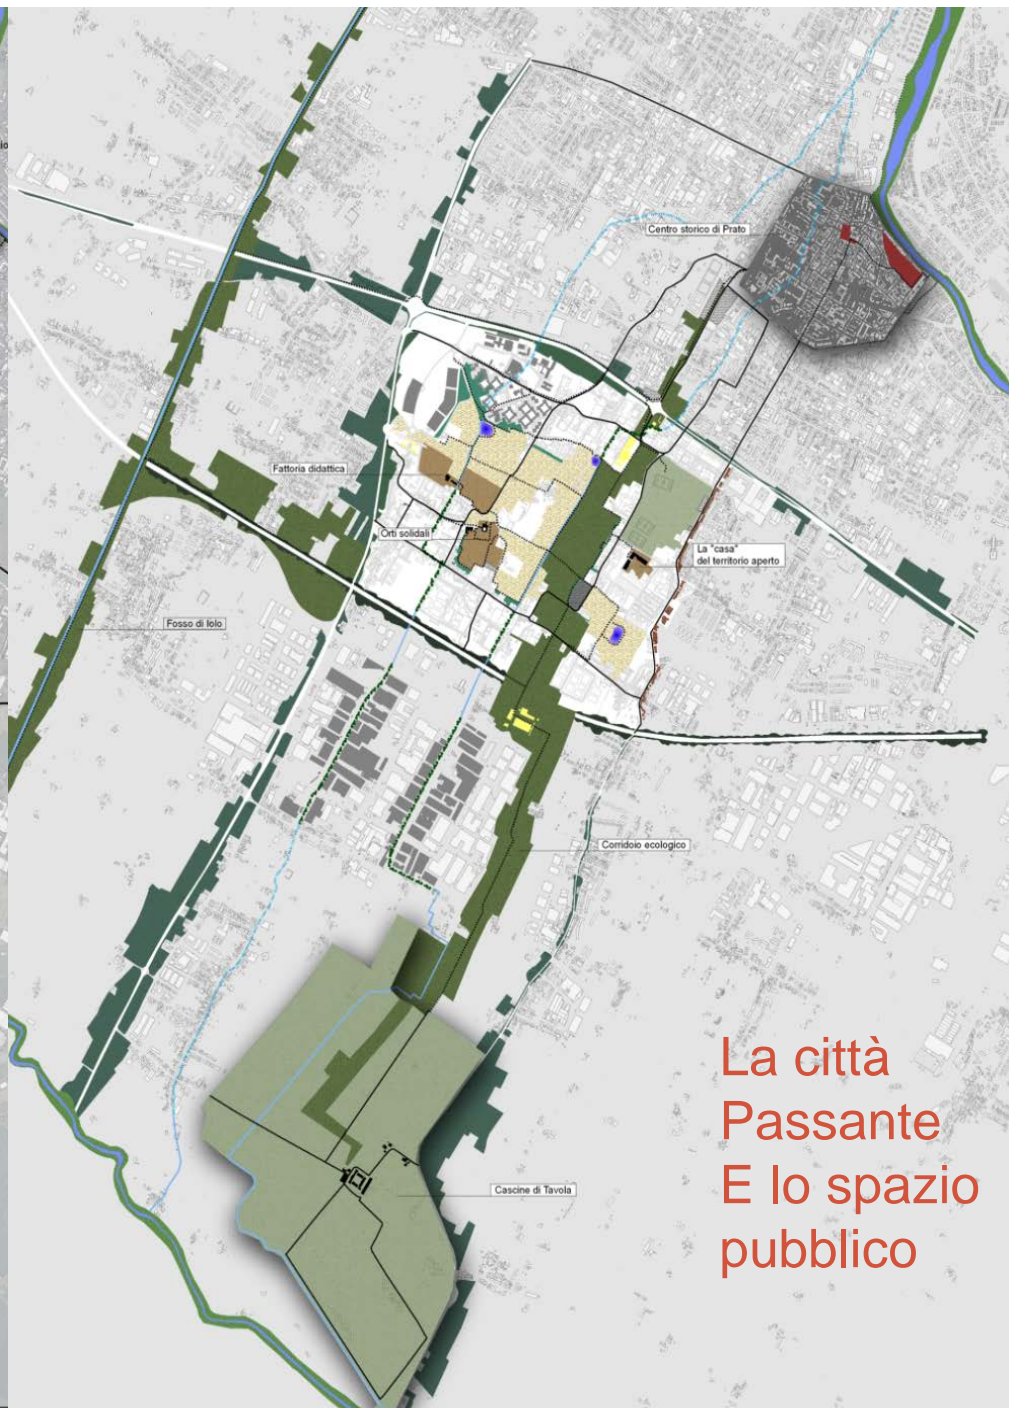 Centro storico di Prato
Fattoria didattica
Orti solidali
La "casa"
del territorio aperto
Fosso di Iolo
Corridoio ecologico
Cascine di Tavola
La città
Passante
E lo spazio
pubblico